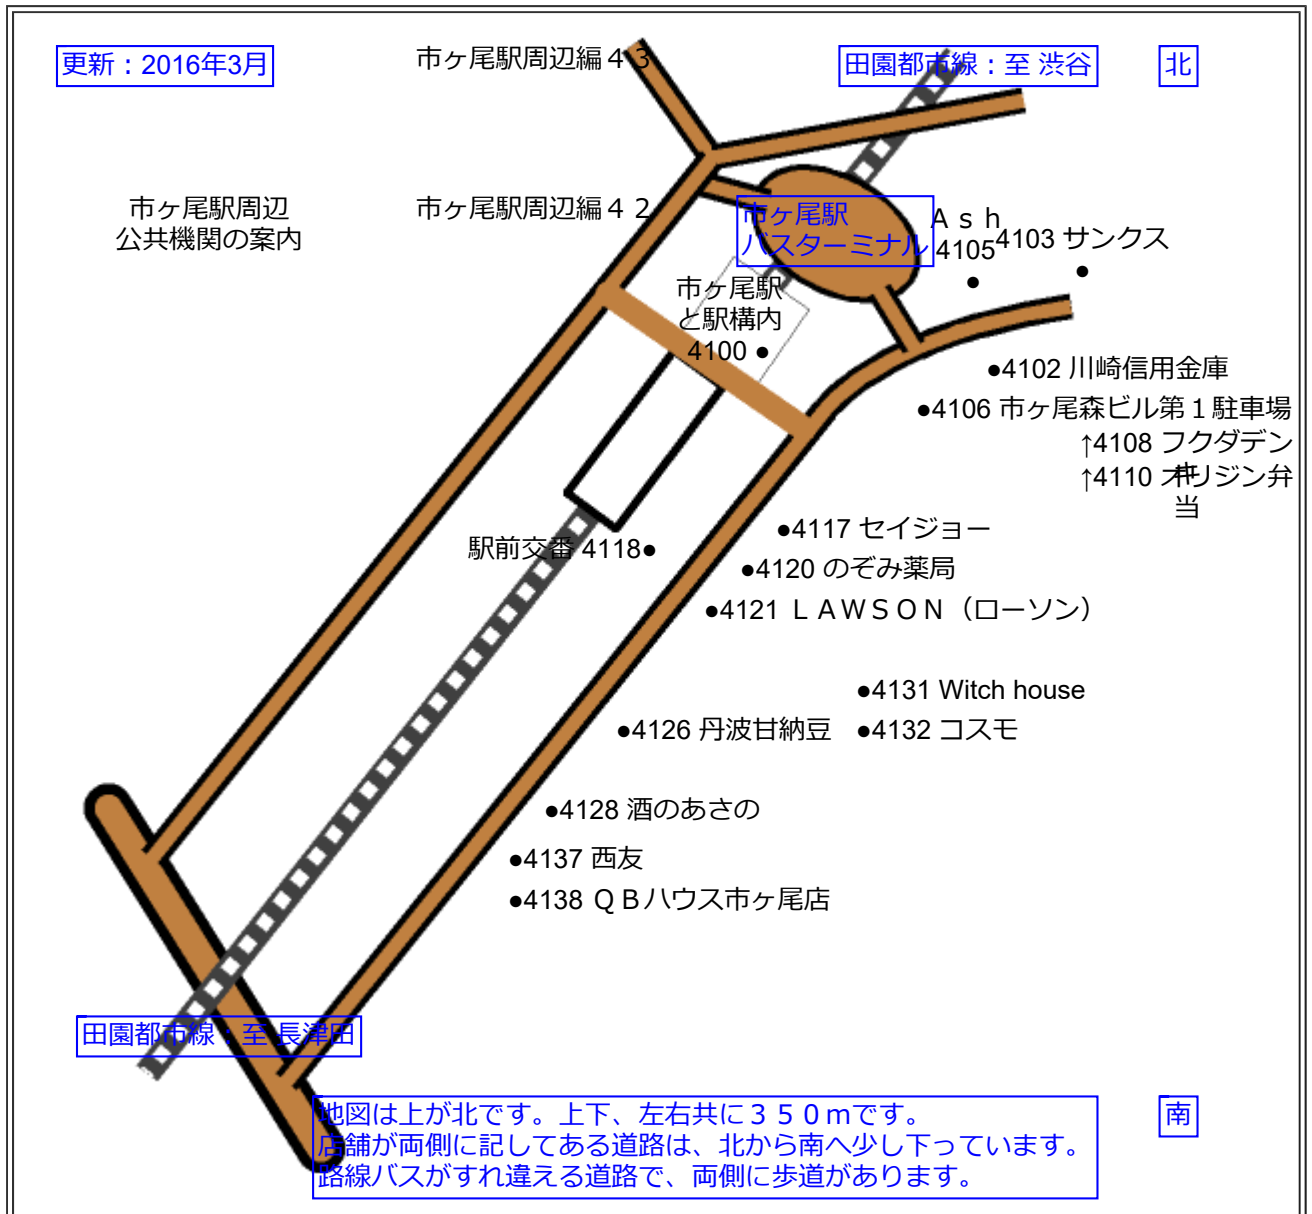 更新：2016年3月
市ヶ尾駅周辺編４３
田園都市線：至 渋谷
北
市ヶ尾駅周辺
公共機関の案内
市ヶ尾駅周辺編４２
市ヶ尾駅
バスターミナル
Ａｓｈ
4105
●
4103 サンクス
●
市ヶ尾駅
と駅構内
4100 ●
●4102 川崎信用金庫
●4106 市ヶ尾森ビル第１駐車場
↑4108 フクダデン
キ
↑4110 オリジン弁
当
●4117 セイジョー
駅前交番 4118●
●4120 のぞみ薬局
●4121 ＬＡＷＳＯＮ（ローソン）
●4131 Witch house
●4126 丹波甘納豆
●4132 コスモ
●4128 酒のあさの
●4137 西友
●4138 ＱＢハウス市ヶ尾店
田園都市線：至 長津田
地図は上が北です。上下、左右共に３５０ｍです。
店舗が両側に記してある道路は、北から南へ少し下っています。
路線バスがすれ違える道路で、両側に歩道があります。
南